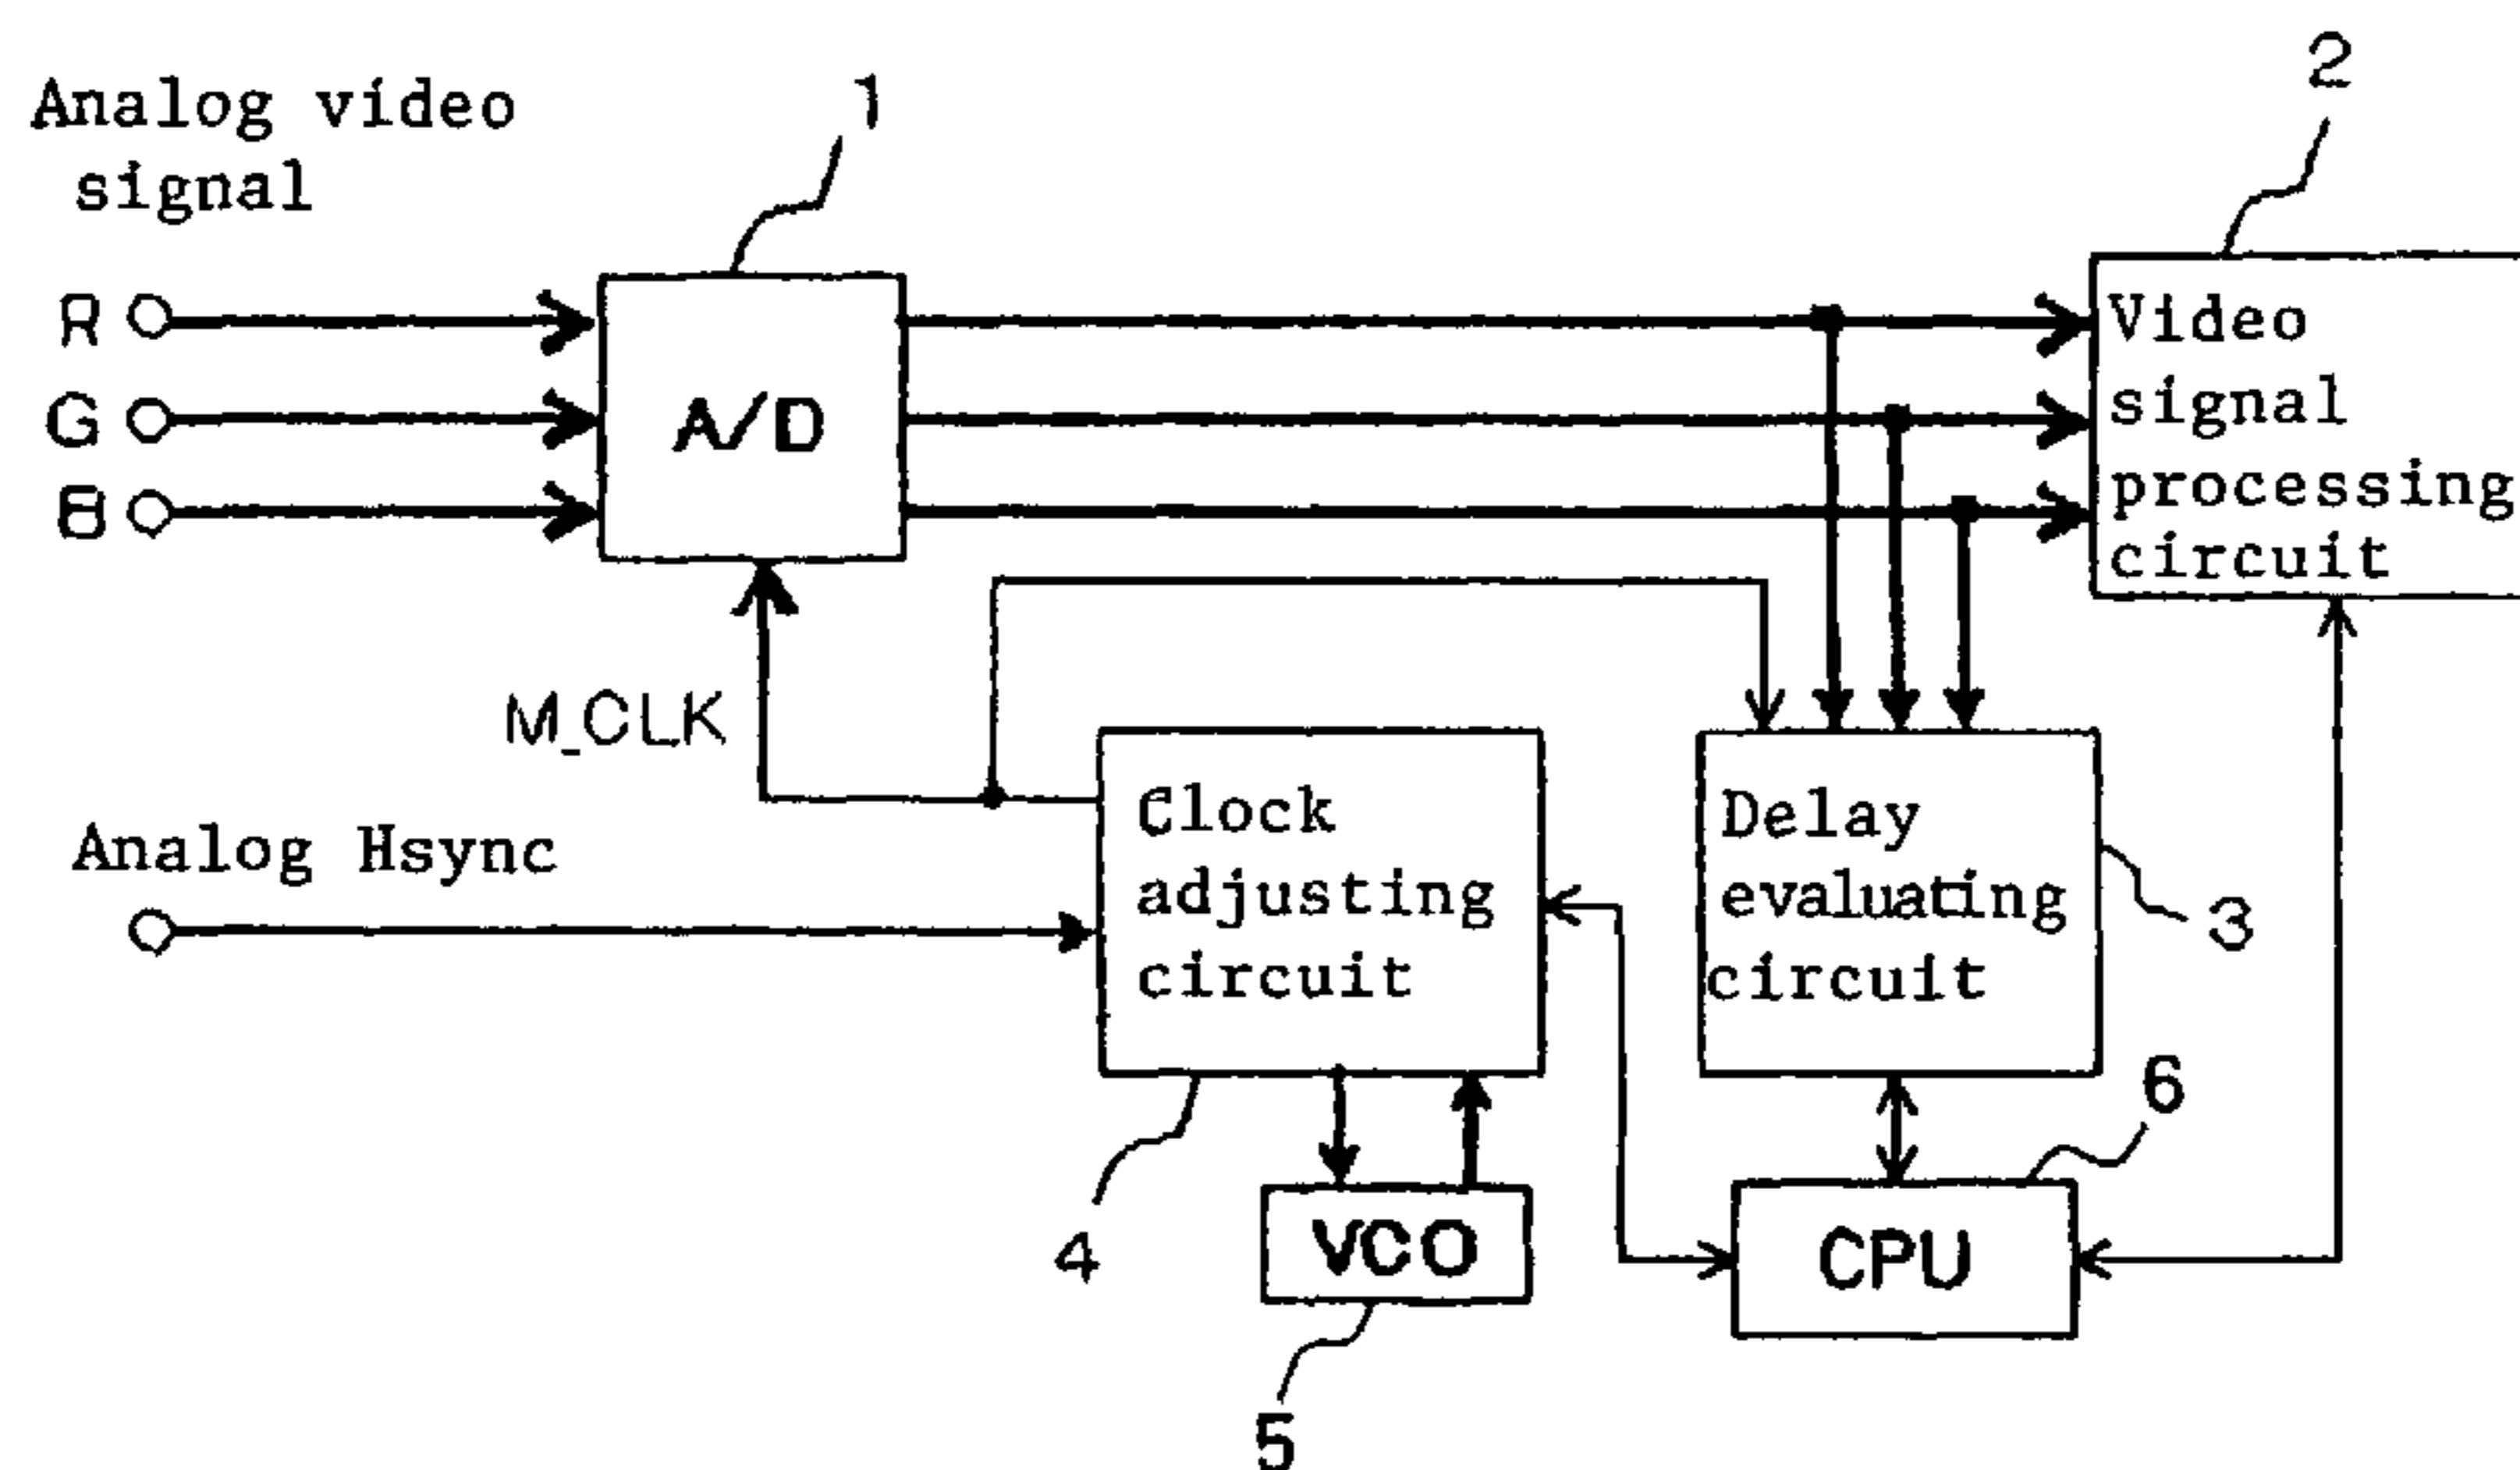 Analog video
signal
1
2
R
G
B
A/D
Video
signal
processing
circuit
M_CLK
Analog Hsync
Clock
adjusting
circuit
Delay
evaluating
circuit
3
4
VCO
5
6
CPU